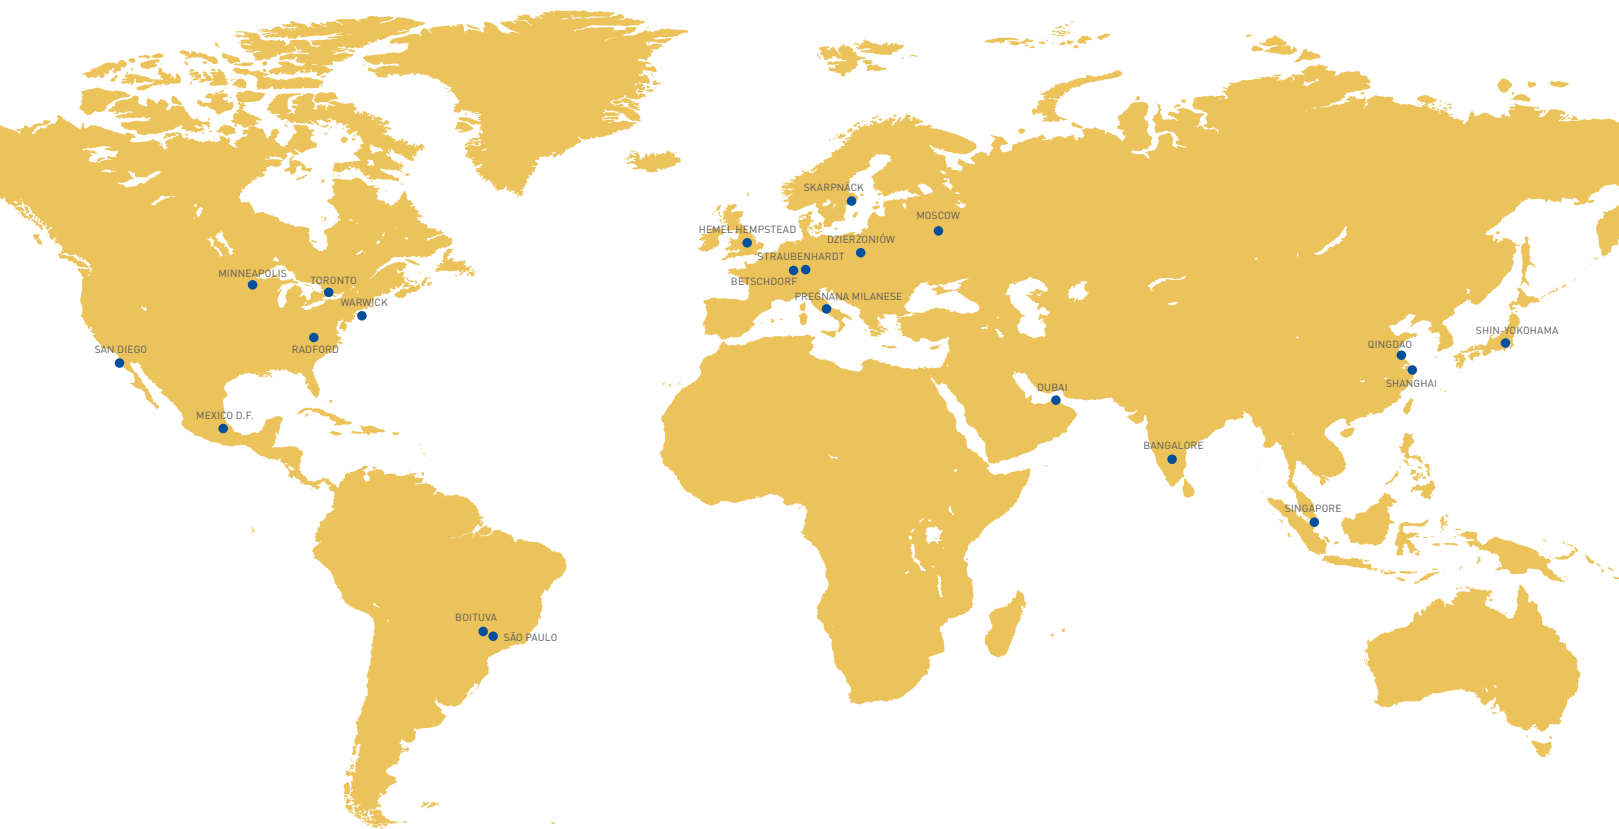 SKARPNÄCK
MOSCOW
HEMEL HEMPSTEAD
DZIERZONIÓW
STRAUBENHARDT
BETSCHDORF
PREGNANA MILANESE
MINNEAPOLIS
TORONTO
WARWICK
RADFORD
SAN DIEGO
MEXICO D.F.
SHIN-YOKOHAMA
QINGDAO
SHANGHAI
DUBAI
BANGALORE
SINGAPORE
BOITUVA
SÃO PAULO